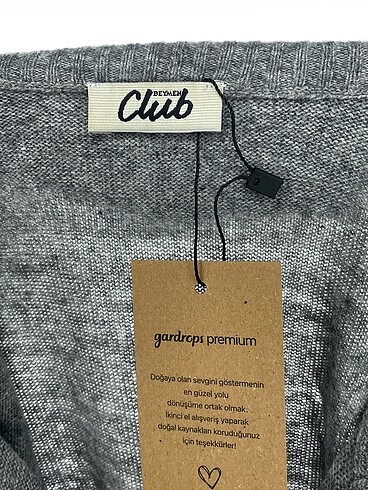 BEYMEN
Club
gardrops premium
Doğaya olan sevgini göstermenin
en güzel yolu
dönüşüme ortak olmak.
İkinci el alışveriş yaparak
doğal kaynakları koruduğunuz
için teşekkürler!